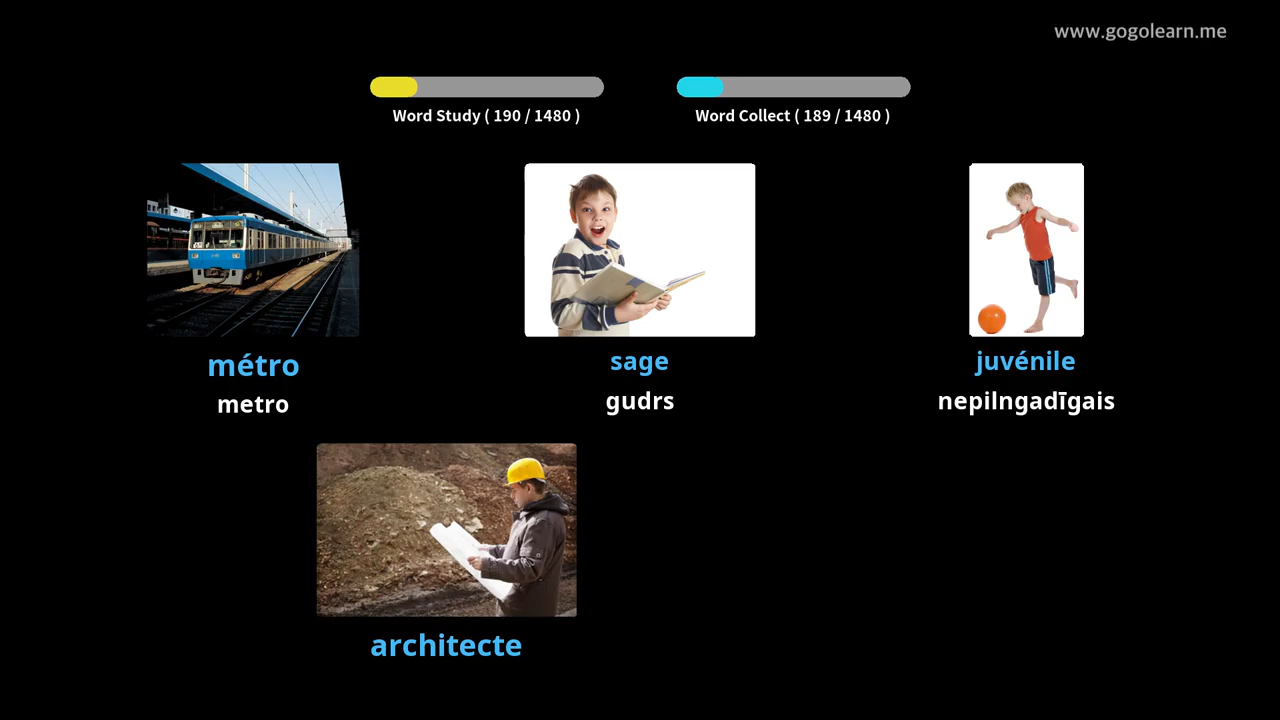 www.gogolearn.me
Word Study ( 190 / 1480 )
Word Collect ( 189 / 1480 )
métro
metro
sage
gudrs
juvénile
nepilngadīgais
architecte